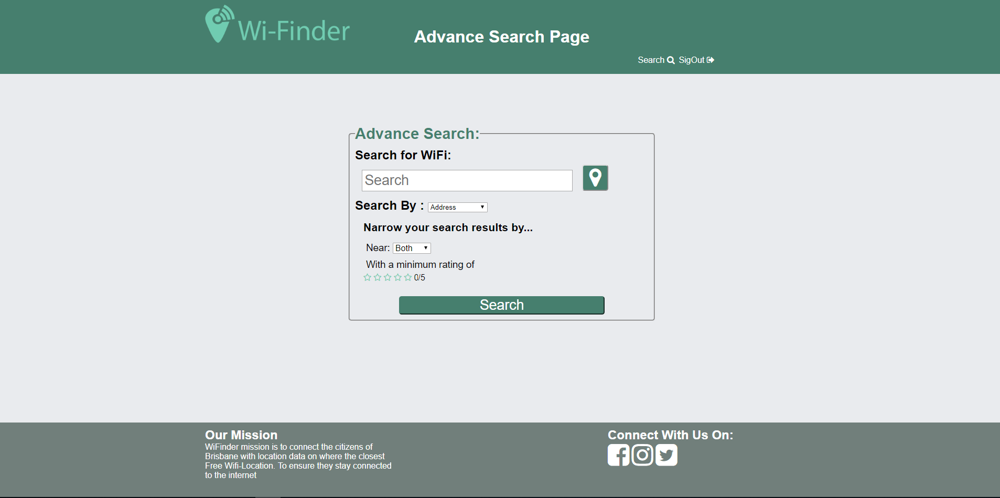 Wi-Finder
Advance Search Page
Search SigOut
Advance Search:
Search for WiFi:
Search
Search By : Address
Narrow your search results by...
Near: Both
With a minimum rating of
0/5
Search
Our Mission
WiFinder mission is to connect the citizens of
Brisbane with location data on where the closest
Free Wifi-Location. To ensure they stay connected
to the internet
Connect With Us On: